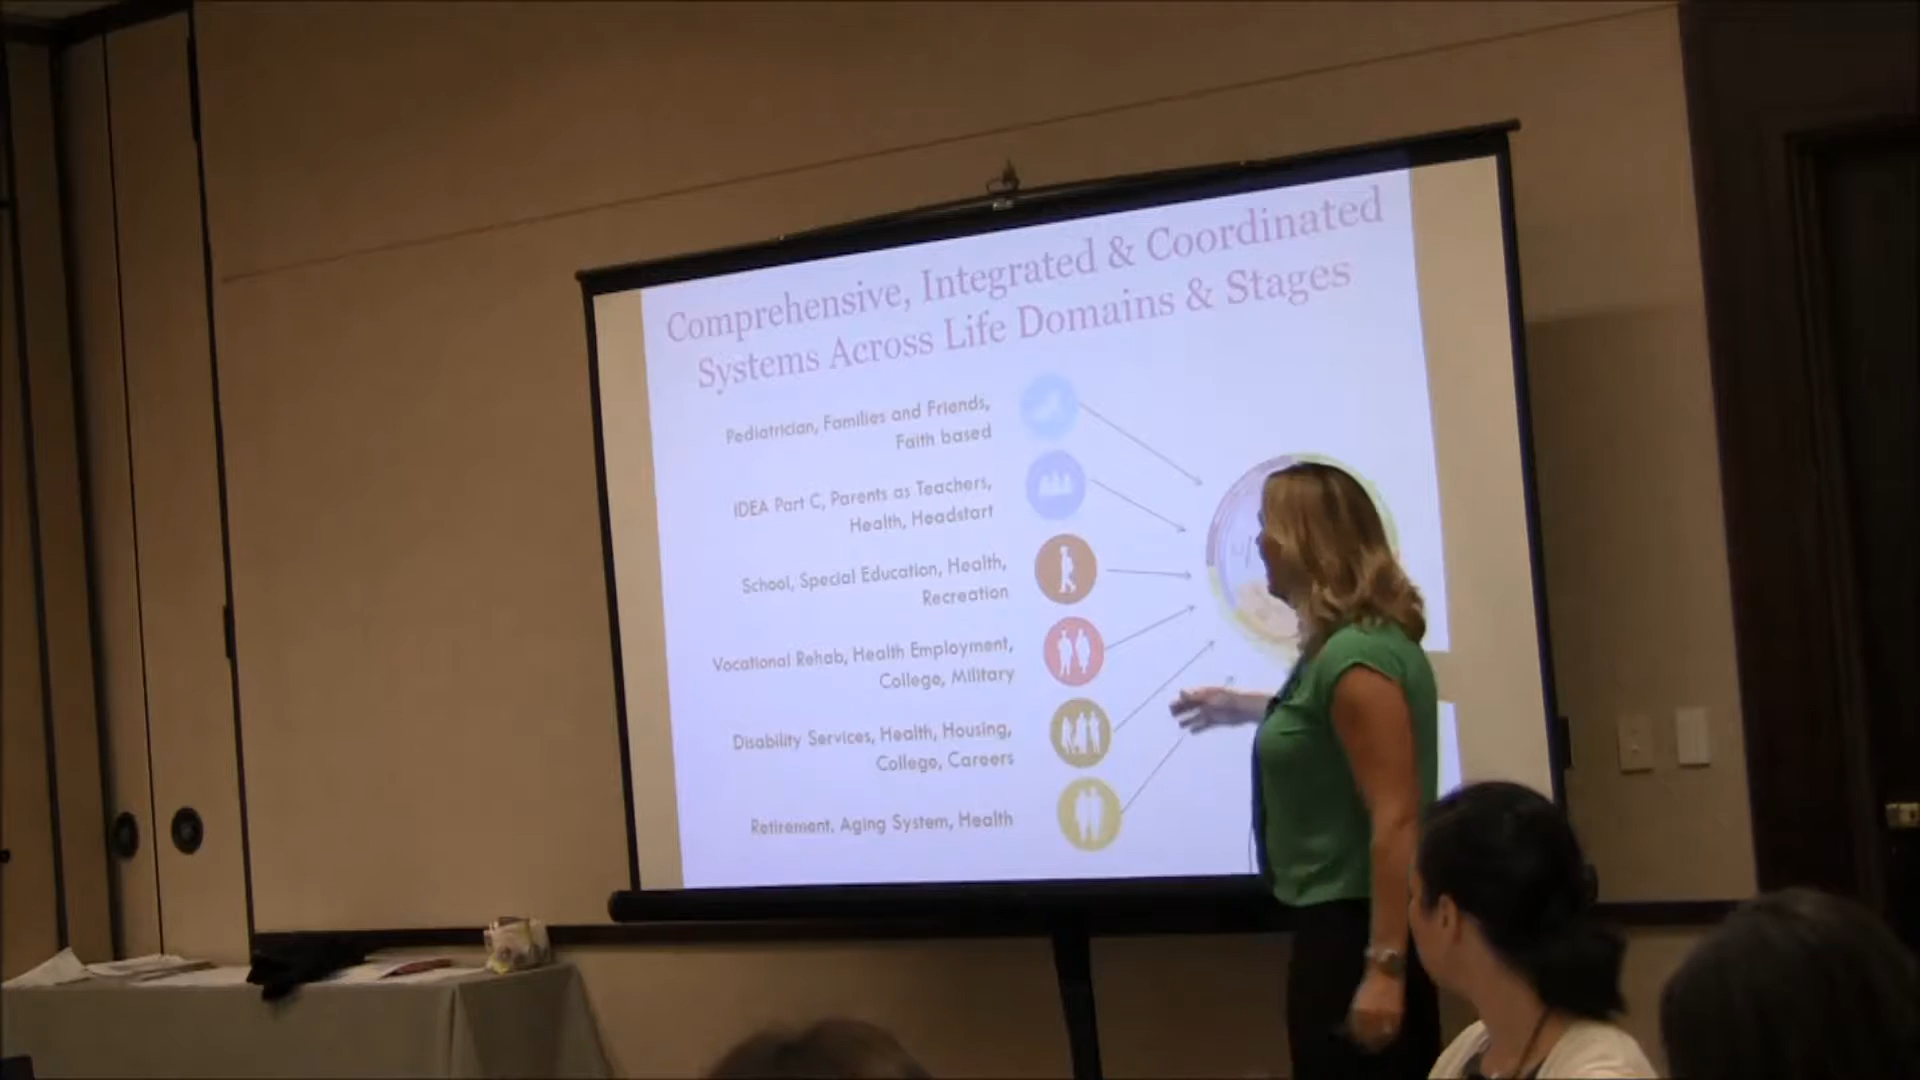 Comprehensive, Integrated & Coordinated
Systems Across Life Domains & Stages
Pediatrician, Families and Friends,
Faith based
IDEA Part C, Parents as Teachers,
Health, Headstart
School, Special Education, Health,
Recreation
Vocational Rehab, Health Employment,
College, Military
Disability Services, Health, Housing,
College, Careers
Retirement, Aging System, Health